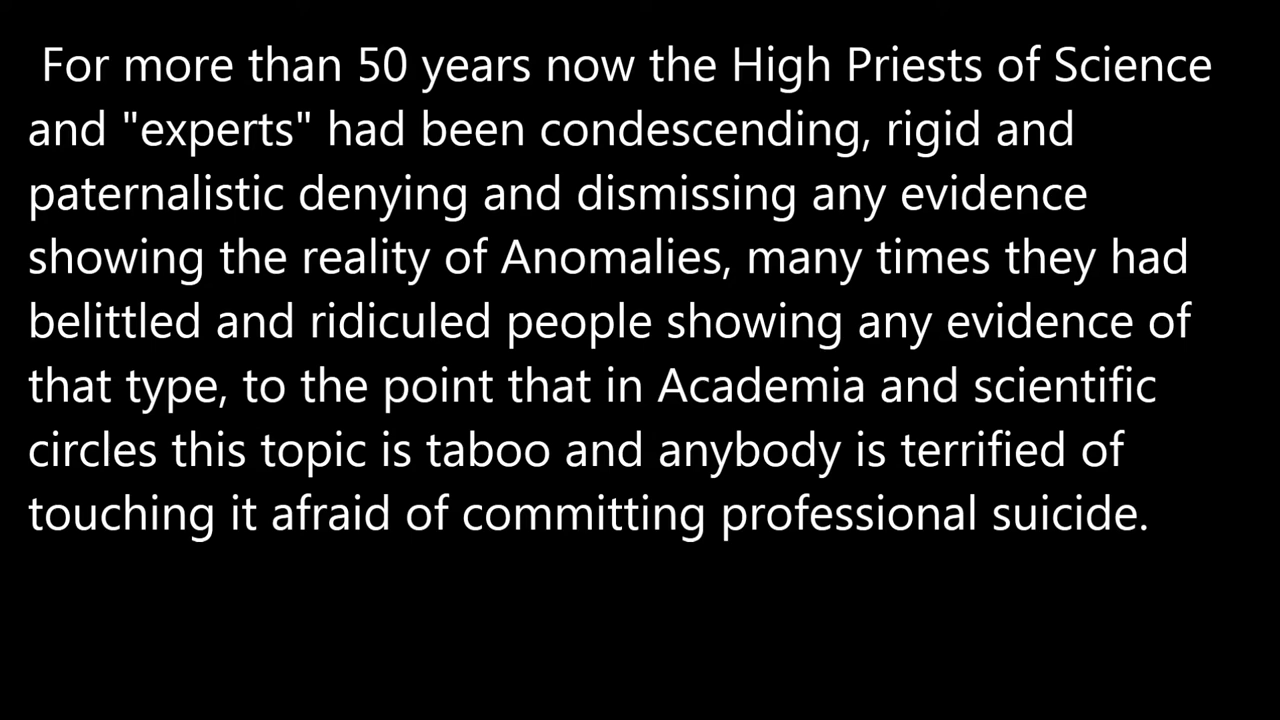 For more than 50 years now the High Priests of Science
and "experts" had been condescending, rigid and
paternalistic denying and dismissing any evidence
showing the reality of Anomalies, many times they had
belittled and ridiculed people showing any evidence of
that type, to the point that in Academia and scientific
circles this topic is taboo and anybody is terrified of
touching it afraid of committing professional suicide.